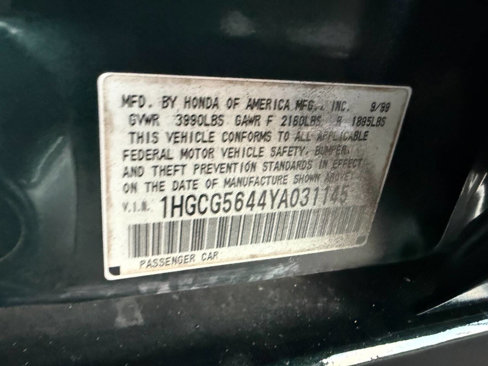 MFD. BY HONDA OF AMERICA MFG., INC. 9/99
GVWR 3990LBS GAWR F 2160LBS R 1885LBS
THIS VEHICLE CONFORMS TO ALL APPLICABLE
FEDERAL MOTOR VEHICLE SAFETY, BUMPER,
AND THEFT PREVENTION STANDARDS IN EFFECT
ON THE DATE OF MANUFACTURE SHOWN ABOVE.
V.I.N. 1HGCG5644YA031145
PASSENGER CAR